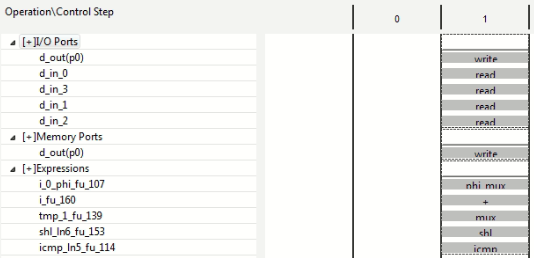 Operation\Control Step 0 1
[+]I/O Ports
d_out(p0) write
d_in_0 read
d_in_3 read
d_in_1 read
d_in_2 read
[+]Memory Ports
d_out(p0) write
[+]Expressions
i_0_phi_fu_107 phi_mux
i_fu_160 +
tmp_1_fu_139 mux
shl_ln6_fu_153 shl
icmp_ln5_fu_114 icmp